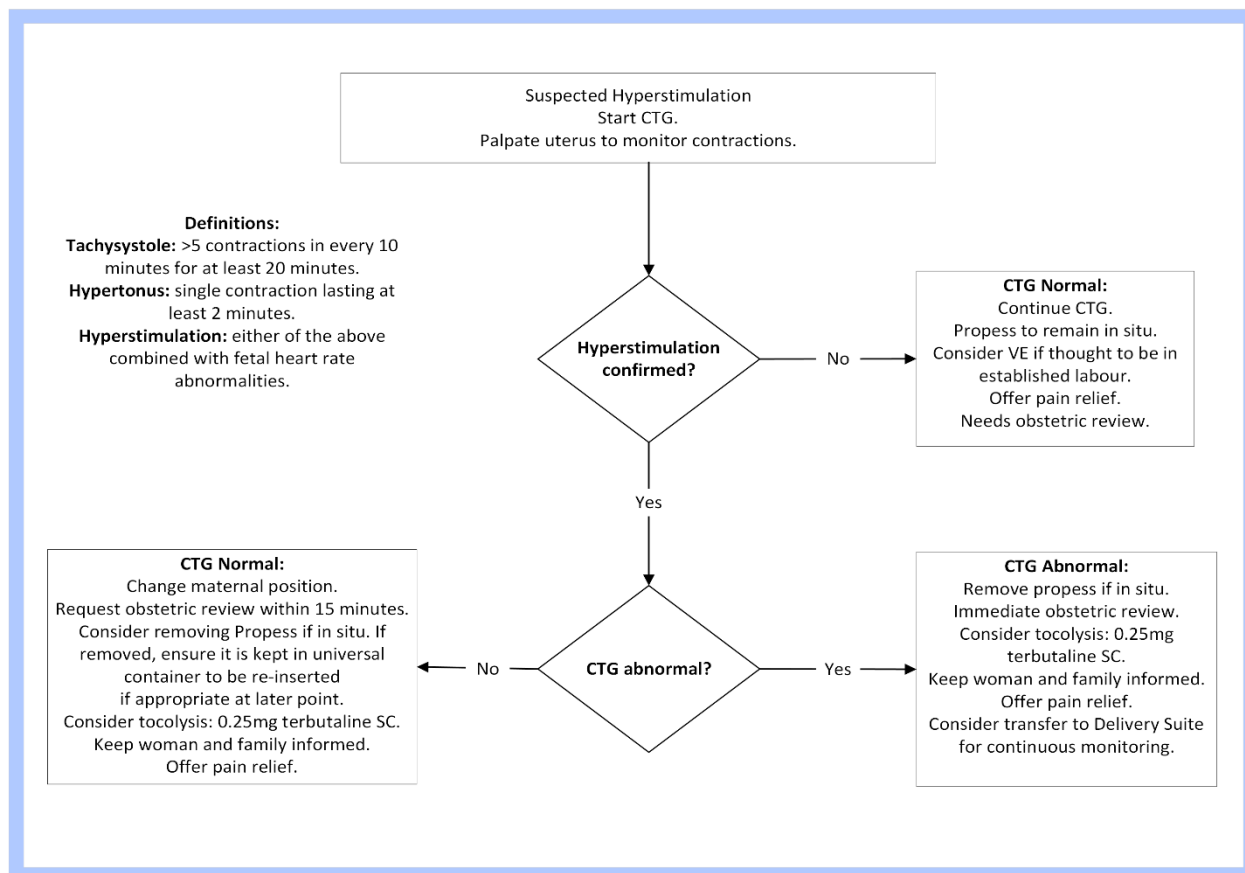 Suspected Hyperstimulation
Start CTG.
Palpate uterus to monitor contractions.
Definitions:
Tachysystole: >5 contractions in every 10
minutes for at least 20 minutes.
Hypertonus: single contraction lasting at
least 2 minutes.
Hyperstimulation: either of the above
combined with fetal heart rate
abnormalities.
Hyperstimulation
confirmed?
No
CTG Normal:
Continue CTG.
Propess to remain in situ.
Consider VE if thought to be in
established labour.
Offer pain relief.
Needs obstetric review.
Yes
CTG Normal:
Change maternal position.
Request obstetric review within 15 minutes.
Consider removing Propess if in situ. If
removed, ensure it is kept in universal
container to be re-inserted
if appropriate at later point.
Consider tocolysis: 0.25mg terbutaline SC.
Keep woman and family informed.
Offer pain relief.
No
CTG abnormal?
Yes
CTG Abnormal:
Remove propess if in situ.
Immediate obstetric review.
Consider tocolysis: 0.25mg
terbutaline SC.
Keep woman and family informed.
Offer pain relief.
Consider transfer to Delivery Suite
for continuous monitoring.